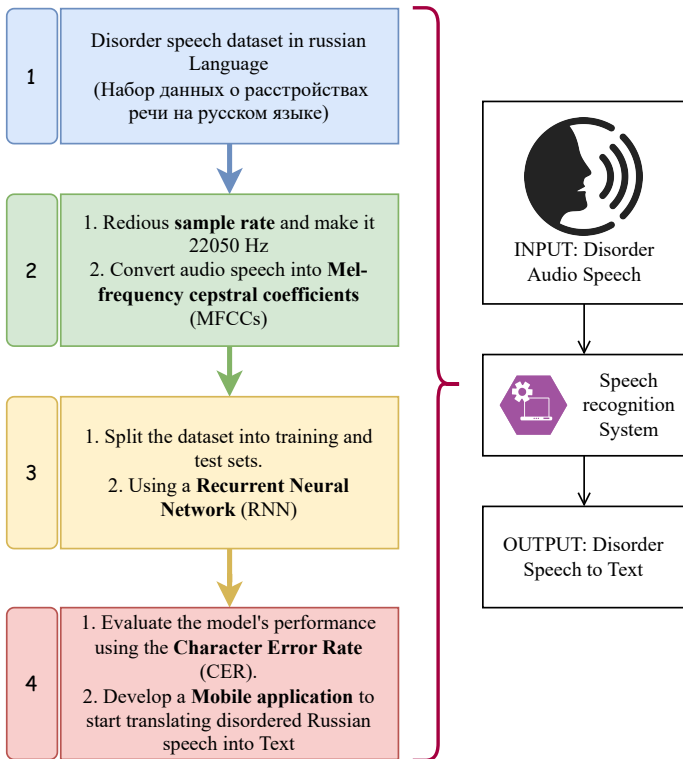 1
Disorder speech dataset in russian
Language
(Набор данных о расстройствах
речи на русском языке)
2
1. Redious sample rate and make it
22050 Hz
2. Convert audio speech into Mel-
frequency cepstral coefficients
(MFCCs)
3
1. Split the dataset into training and
test sets.
2. Using a Recurrent Neural
Network (RNN)
4
1. Evaluate the model's performance
using the Character Error Rate
(CER).
2. Develop a Mobile application to
start translating disordered Russian
speech into Text
INPUT: Disorder
Audio Speech
Speech
recognition
System
OUTPUT: Disorder
Speech to Text